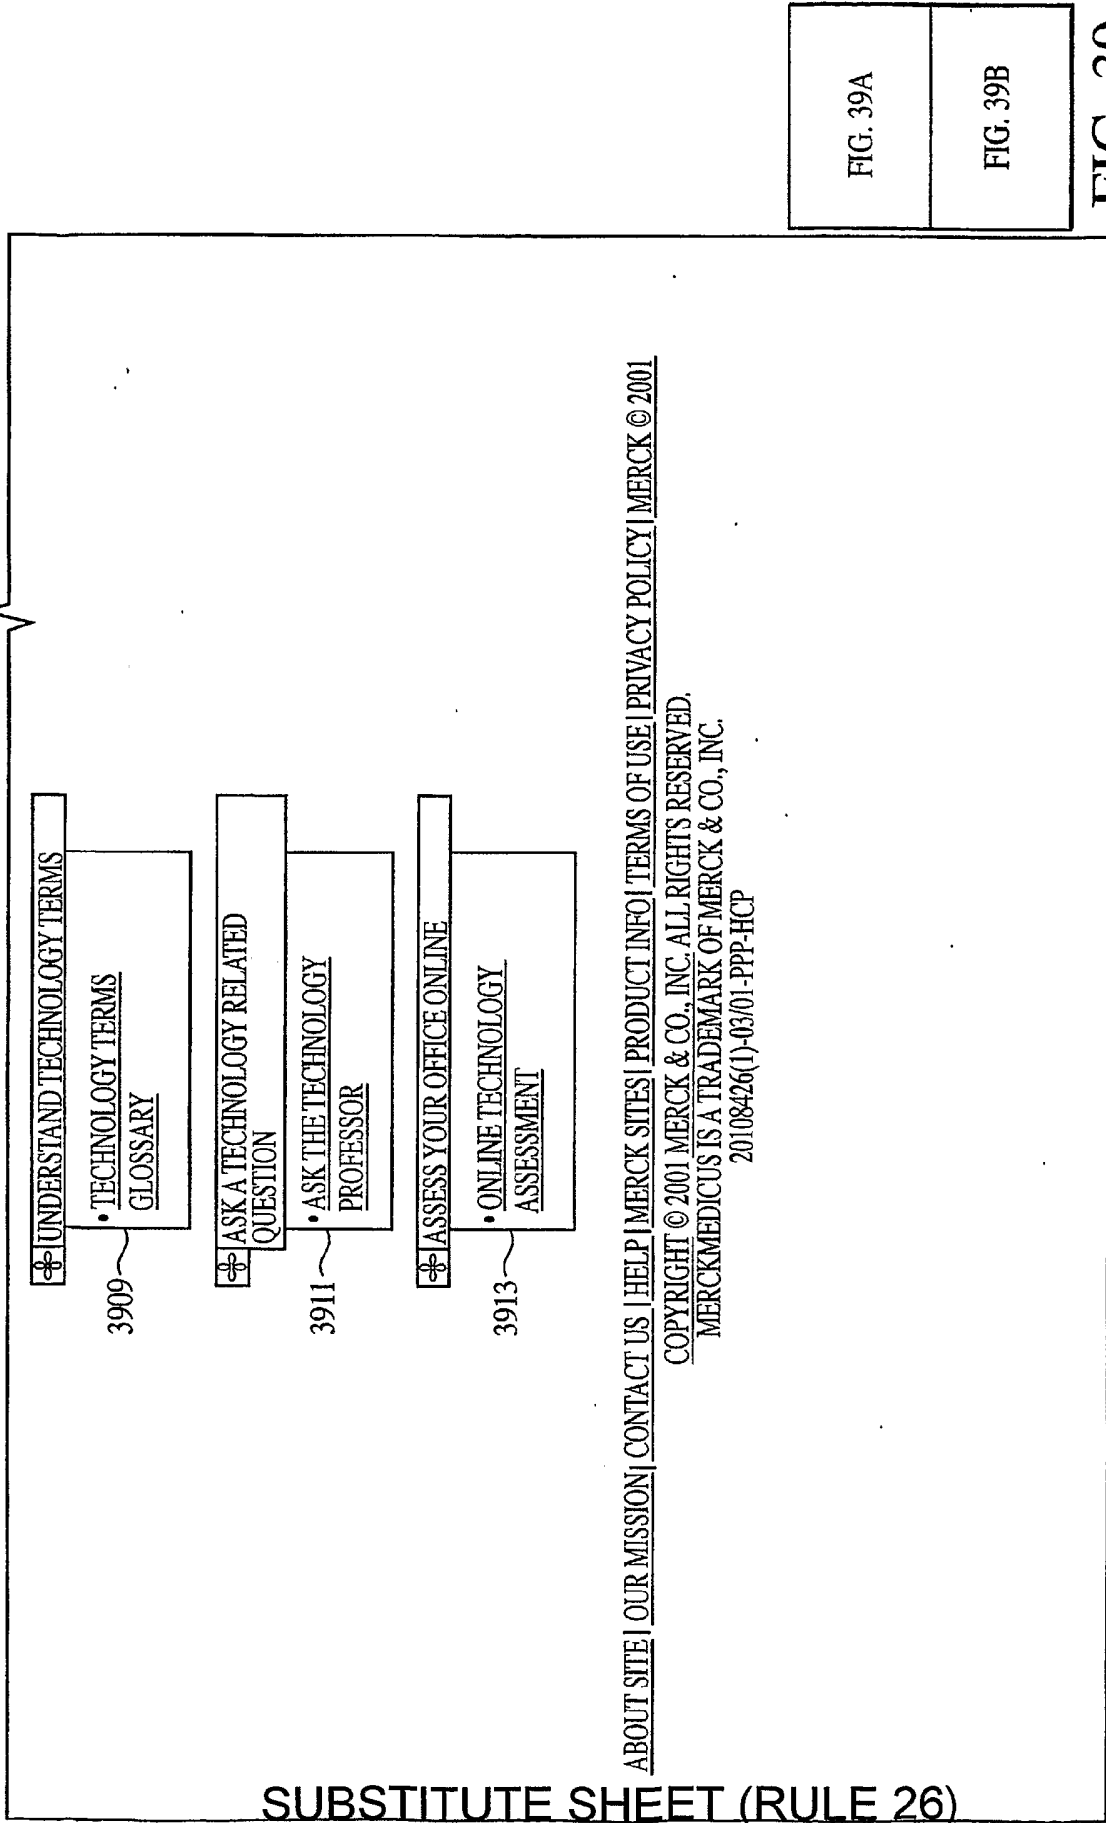 UNDERSTAND TECHNOLOGY TERMS
• TECHNOLOGY TERMS
GLOSSARY
3909
ASK A TECHNOLOGY RELATED
QUESTION
• ASK THE TECHNOLOGY
PROFESSOR
3911
ASSESS YOUR OFFICE ONLINE
• ONLINE TECHNOLOGY
ASSESSMENT
3913
ABOUT SITE | OUR MISSION | CONTACT US | HELP | MERCK SITES | PRODUCT INFO | TERMS OF USE | PRIVACY POLICY | MERCK © 2001
COPYRIGHT © 2001 MERCK & CO., INC. ALL RIGHTS RESERVED.
MERCKMEDICUS IS A TRADEMARK OF MERCK & CO., INC.
20108426(1)-03/01-PPP-HCP
FIG. 39A
FIG. 39B
SUBSTITUTE SHEET (RULE 26)